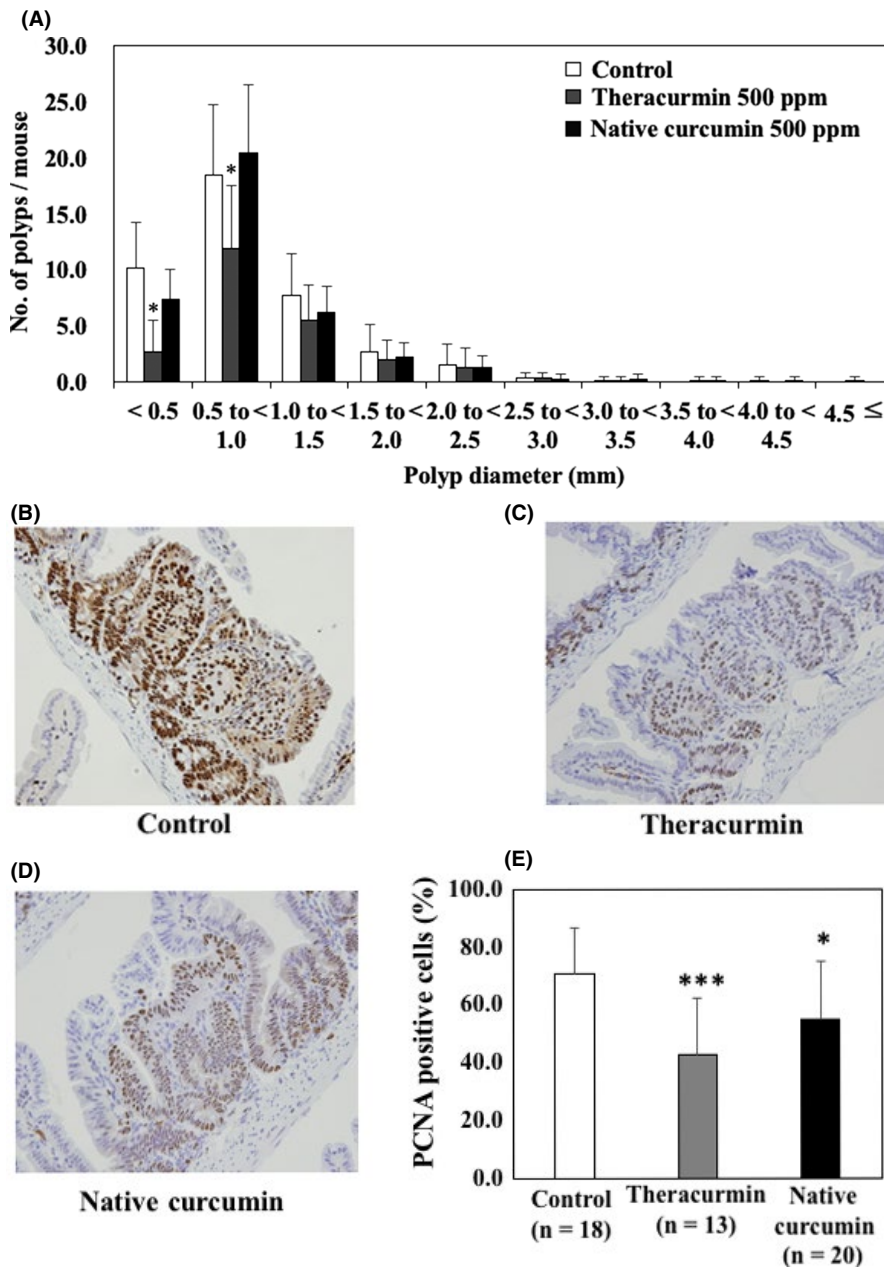 (A)
30.0
25.0
20.0
15.0
10.0
5.0
0.0
No. of polyps / mouse
Control
Theracurmin 500 ppm
Native curcumin 500 ppm
*
*
< 0.5 0.5 to < 1.0 to < 1.5 to < 2.0 to < 2.5 to < 3.0 to < 3.5 to < 4.0 to < 4.5 ≤
1.0 1.5 2.0 2.5 3.0 3.5 4.0 4.5
Polyp diameter (mm)
(B)
Control
(C)
Theracurmin
(D)
Native curcumin
(E)
100.0
80.0
60.0
40.0
20.0
0.0
PCNA positive cells (%)
***
*
Control
(n = 18)
Theracurmin
(n = 13)
Native
curcumin
(n = 20)